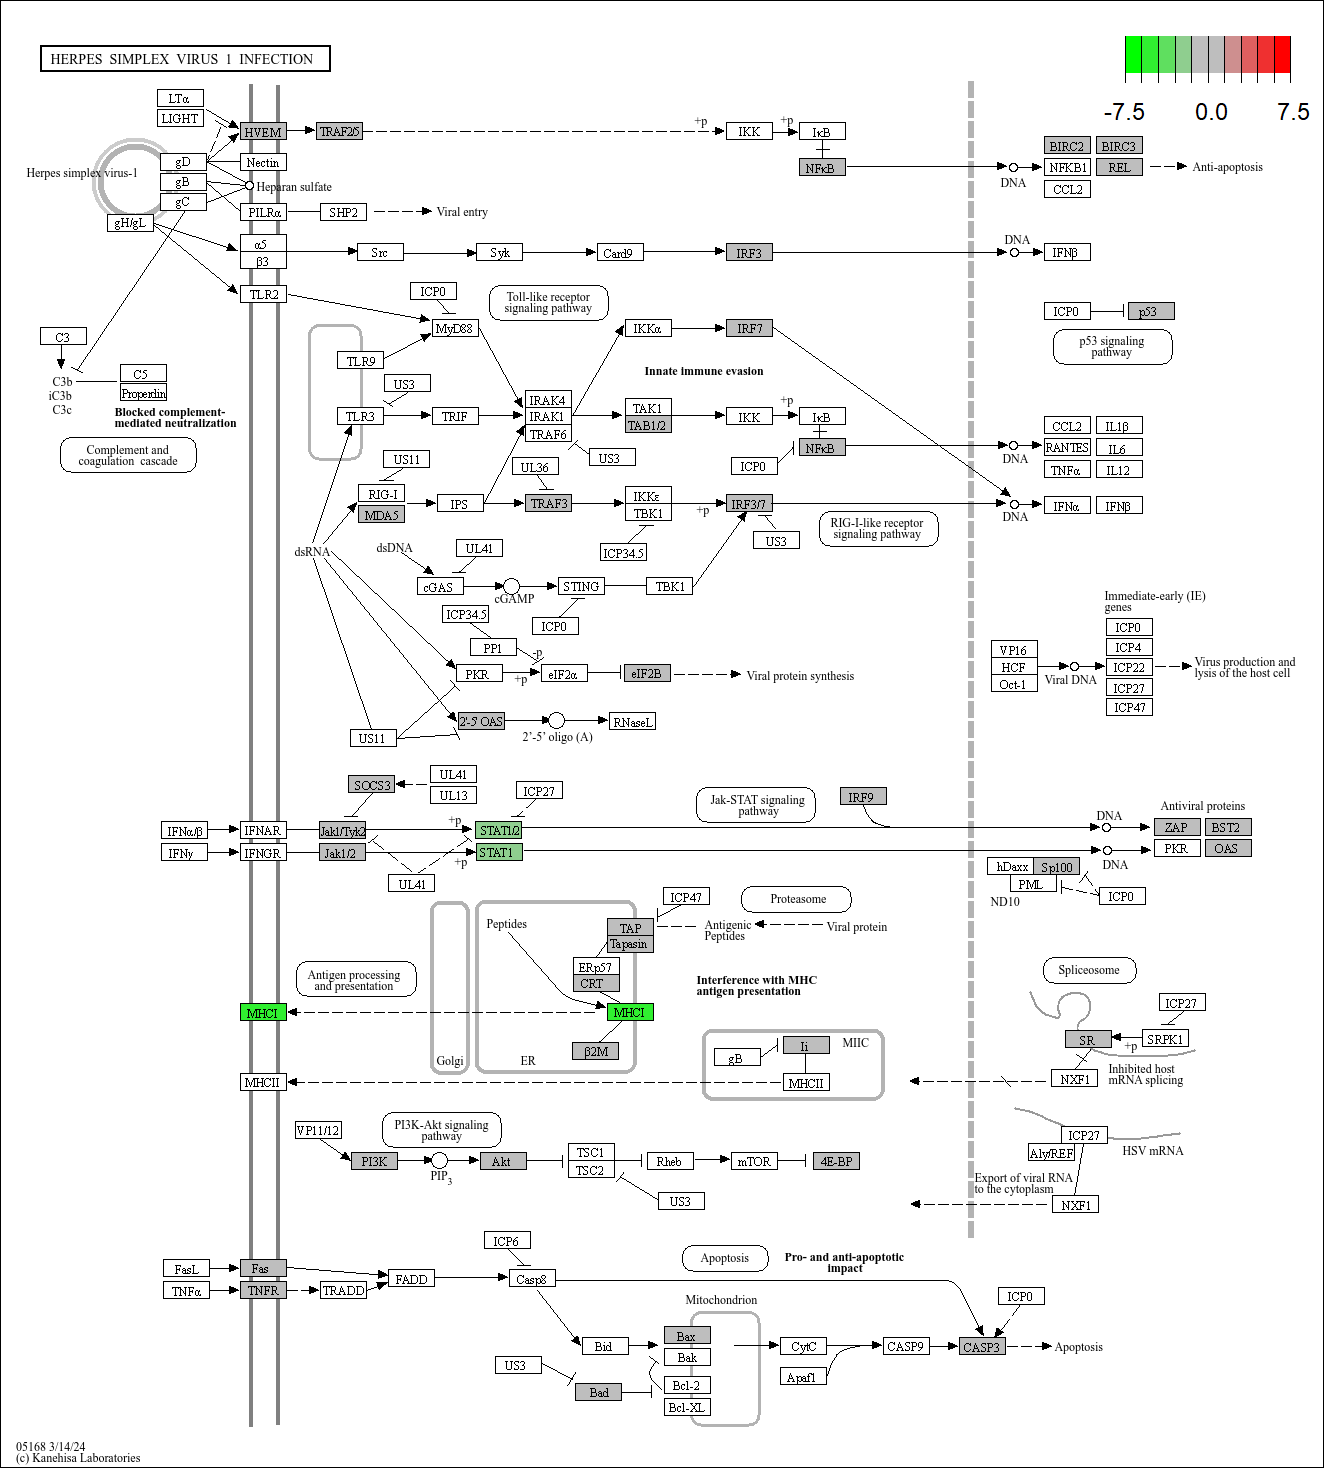 HERPES SIMPLEX VIRUS 1 INFECTION
-7.5 0.0 7.5
LTα
LIGHT
HVEM
TRAF2/5
+p
IKK
+p
IκB
NFκB
BIRC2 BIRC3
NFKB1 REL
CCL2
DNA
Anti-apoptosis
Herpes simplex virus-1
gD
Nectin
gB
Heparan sulfate
gC
PILRα
SHP2
Viral entry
gH/gL
α5
β3
Src
Syk
Card9
IRF3
DNA
IFNβ
TLR2
ICP0
Toll-like receptor
signaling pathway
MyD88
IKKα
IRF7
ICP0
p53
p53 signaling
pathway
C3
C3b
iC3b
C3c
C5
Properdin
Blocked complement-
mediated neutralization
Complement and
coagulation cascade
TLR9
US3
Innate immune evasion
TLR3
TRIF
IRAK4
IRAK1
TRAF6
TAK1
TAB1/2
IKK
+p
IκB
NFκB
ICP0
US3
DNA
CCL2 IL1β
RANTES IL6
TNFα IL12
US11
UL36
RIG-I
MDA5
IPS
TRAF3
IKKε
TBK1
+p
IRF3/7
US3
ICP34.5
RIG-I-like receptor
signaling pathway
DNA
IFNα IFNβ
dsRNA
dsDNA
UL41
cGAS
cGAMP
STING
TBK1
ICP0
ICP34.5
PP1
-p
PKR
+p
eIF2α
eIF2B
Viral protein synthesis
2'-5' OAS
2'-5' oligo (A)
RNaseL
US11
Immediate-early (IE)
genes
VP16
HCF
Oct-1
Viral DNA
ICP0
ICP4
ICP22
ICP27
ICP47
Virus production and
lysis of the host cell
SOCS3
UL41
UL13
ICP27
Jak-STAT signaling
pathway
IRF9
Antiviral proteins
IFNα/β
IFNAR
Jak1/Tyk2
+p
STAT1/2
DNA
ZAP BST2
IFNγ
IFNGR
Jak1/2
+p
STAT1
DNA
PKR OAS
UL41
hDaxx Sp100
PML
ND10
ICP0
ICP47
Proteasome
Peptides
TAP
Tapasin
Antigenic
Peptides
Viral protein
ERp57
CRT
Antigen processing
and presentation
Interference with MHC
antigen presentation
Spliceosome
MHCI
MHCI
β2M
Golgi
ER
gB
Ii
MIIC
MHCII
MHCII
ICP27
SR
+p
SRPK1
NXF1
Inhibited host
mRNA splicing
VP11/12
PI3K-Akt signaling
pathway
PI3K
PIP3
Akt
TSC1
TSC2
Rheb
mTOR
4E-BP
US3
ICP27
Aly/REF
HSV mRNA
Export of viral RNA
to the cytoplasm
NXF1
ICP6
Apoptosis
Pro- and anti-apoptotic
impact
FasL
Fas
FADD
Casp8
TNFα
TNFR
TRADD
Mitochondrion
ICP0
Bid
Bax
Bak
CytC
CASP9
CASP3
Apoptosis
US3
Bad
Bcl-2
Bcl-XL
Apaf1
05168 3/14/24
(c) Kanehisa Laboratories